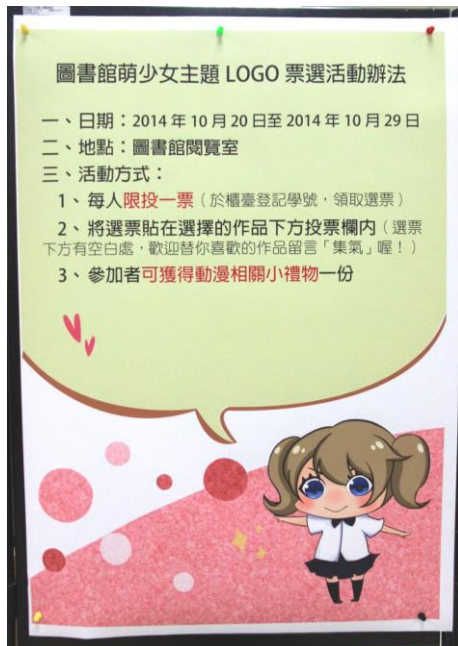 圖書館萌少女主題 LOGO 票選活動辦法
一、日期：2014 年 10 月 20 日至 2014 年 10 月 29 日
二、地點：圖書館閱覽室
三、活動方式：
1、每人限投一票（於櫃臺登記學號，領取選票）
2、將選票貼在選擇的作品下方投票欄內（選票
下方有空白處，歡迎替你喜歡的作品留言「集氣」喔！）
3、參加者可獲得動漫相關小禮物一份